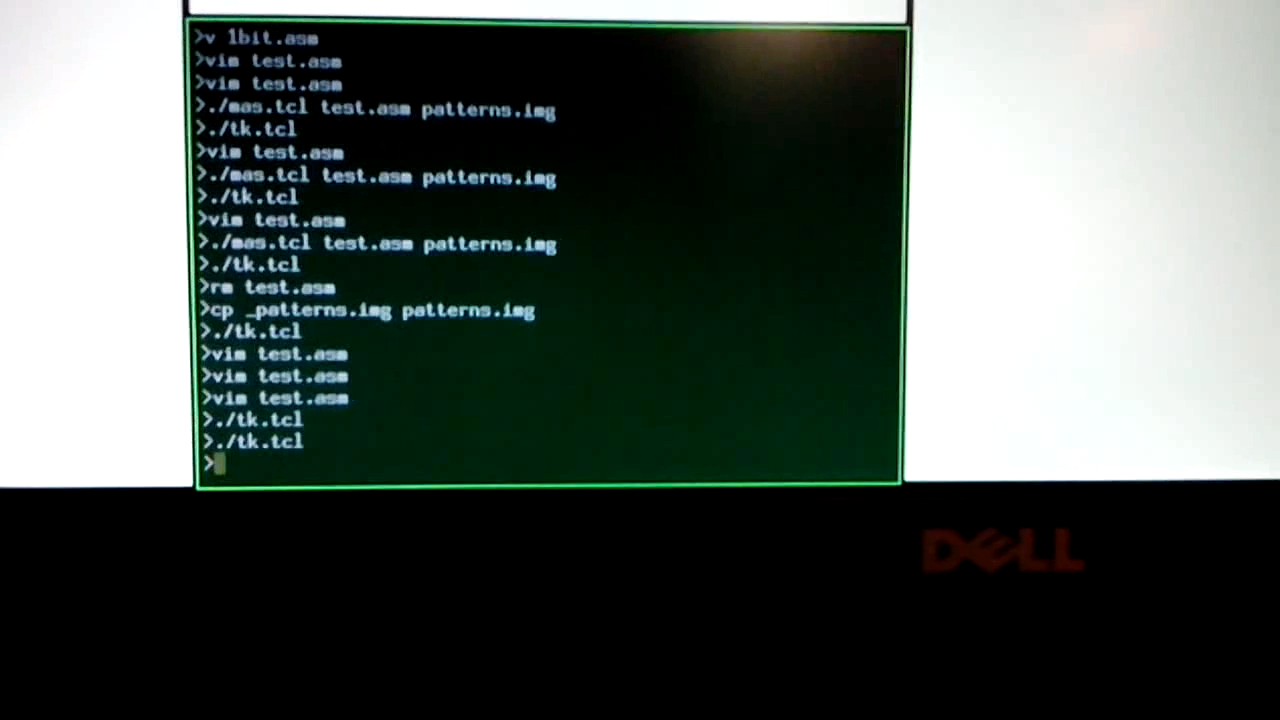 >v 1bit.asm
>vim test.asm
>vim test.asm
>./mas.tcl test.asm patterns.img
>./tk.tcl
>vim test.asm
>./mas.tcl test.asm patterns.img
>./tk.tcl
>vim test.asm
>./mas.tcl test.asm patterns.img
>./tk.tcl
>rm test.asm
>cp _patterns.img patterns.img
>./tk.tcl
>vim test.asm
>vim test.asm
>vim test.asm
>./tk.tcl
>./tk.tcl
>
DELL